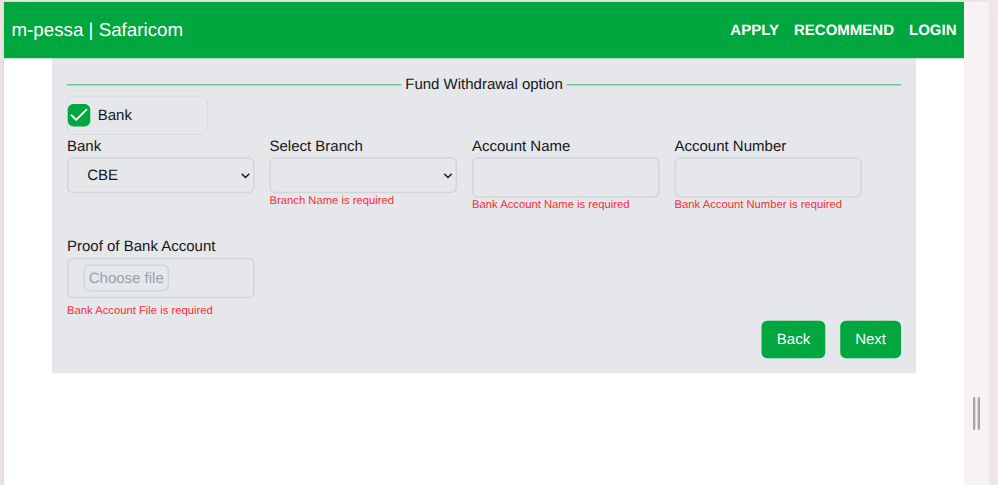 m-pessa | Safaricom
APPLY RECOMMEND LOGIN
Fund Withdrawal option
Bank
Bank Select Branch Account Name Account Number
CBE
Branch Name is required Bank Account Name is required Bank Account Number is required
Proof of Bank Account
Choose file
Bank Account File is required
Back Next